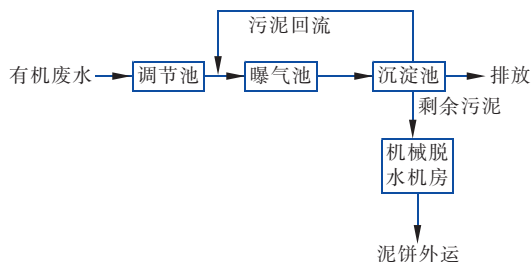 污泥回流
有机废水
调节池
曝气池
沉淀池
排放
剩余污泥
机械脱
水机房
泥饼外运